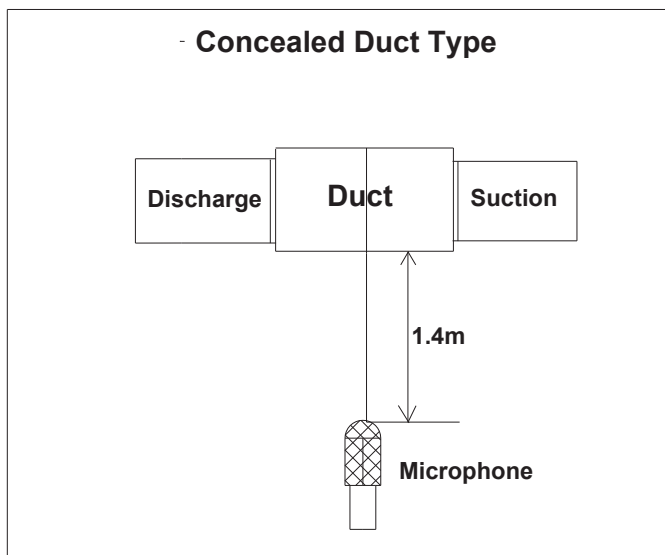 - Concealed Duct Type
Discharge
Duct
Suction
1.4m
Microphone